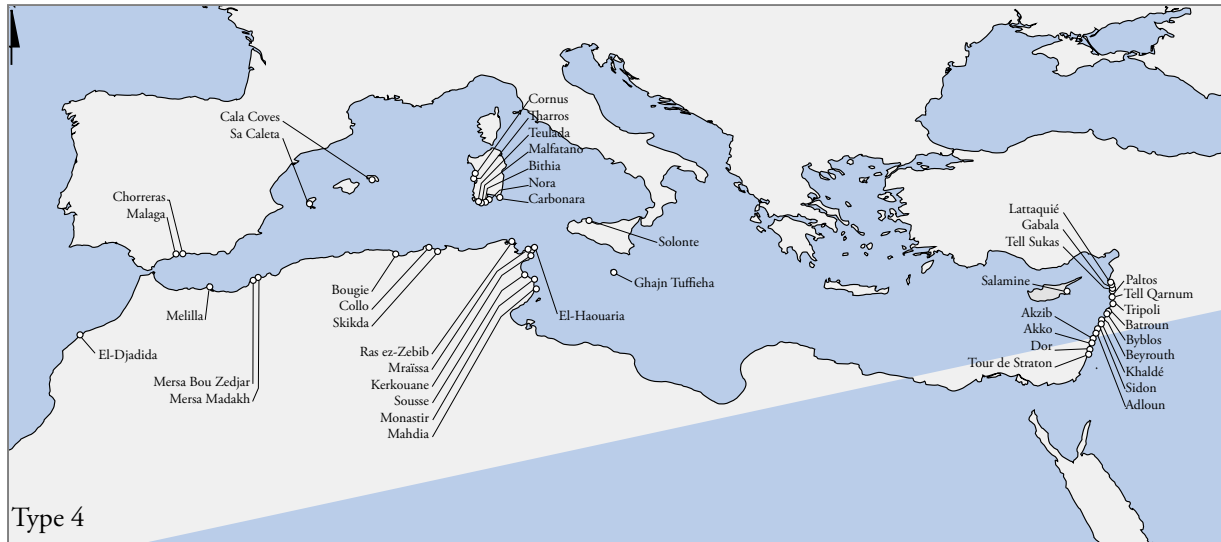 Cala Coves
Sa Caleta
Cornus
Tharros
Teulada
Malfatano
Bithia
Nora
Carbonara
Chorreras
Malaga
Solonte
Lattaquié
Gabala
Tell Sukas
Salamine
Paltos
Tell Qarnum
Tripoli
Batroun
Byblos
Beyrouth
Khaldé
Sidon
Adloun
Akzib
Akko
Dor
Tour de Straton
Ghajn Tuffieha
Bougie
Collo
Skikda
Melilla
El-Haouaria
El-Djadida
Ras ez-Zebib
Mraïssa
Kerkouane
Sousse
Monastir
Mahdia
Mersa Bou Zedjar
Mersa Madakh
Type 4